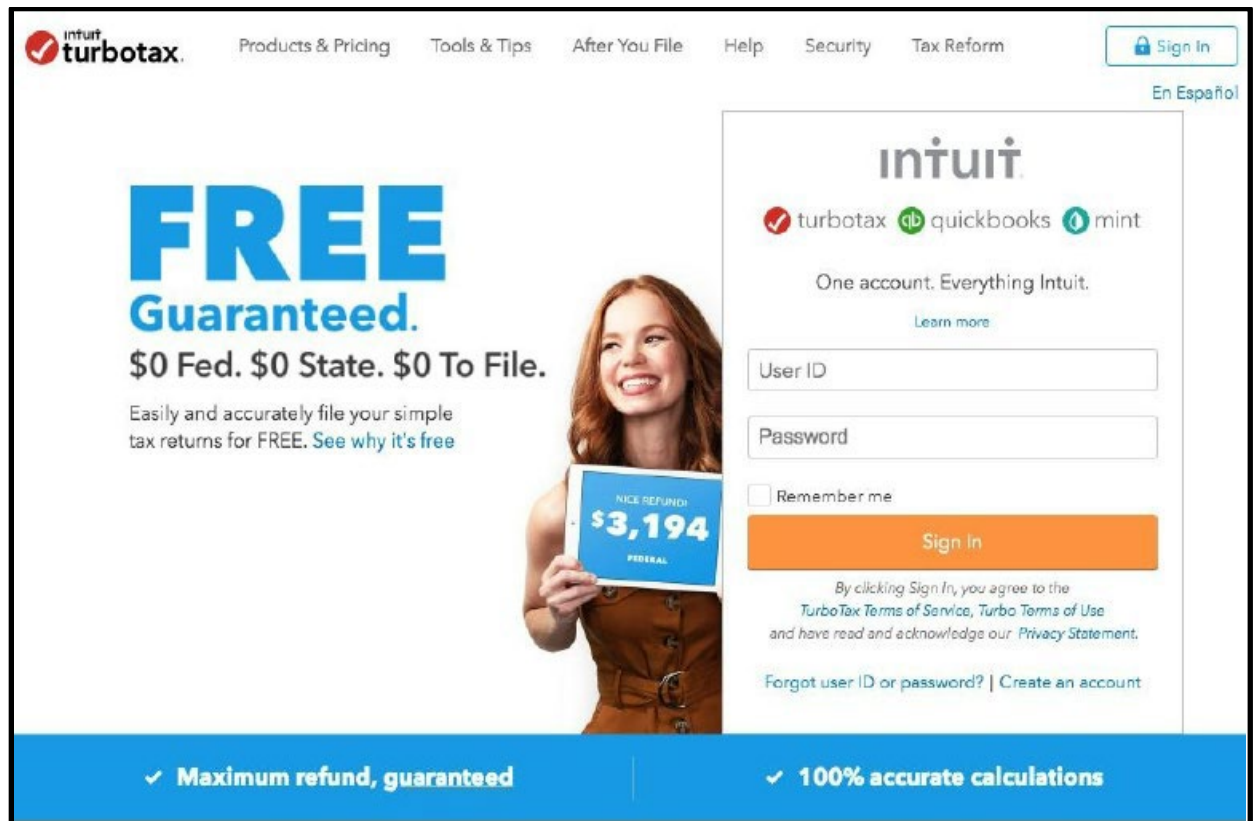 intuit
turbotax.
Products & Pricing Tools & Tips After You File Help Security Tax Reform Sign In
En Español
FREE
Guaranteed.
$0 Fed. $0 State. $0 To File.
Easily and accurately file your simple
tax returns for FREE. See why it's free
NICE REFUND!
$3,194
FEDERAL
intuit
turbotax qb quickbooks mint
One account. Everything Intuit.
Learn more
User ID
Password
Remember me
Sign In
By clicking Sign In, you agree to the
TurboTax Terms of Service, Turbo Terms of Use
and have read and acknowledge our Privacy Statement.
Forgot user ID or password? | Create an account
✓ Maximum refund, guaranteed
✓ 100% accurate calculations